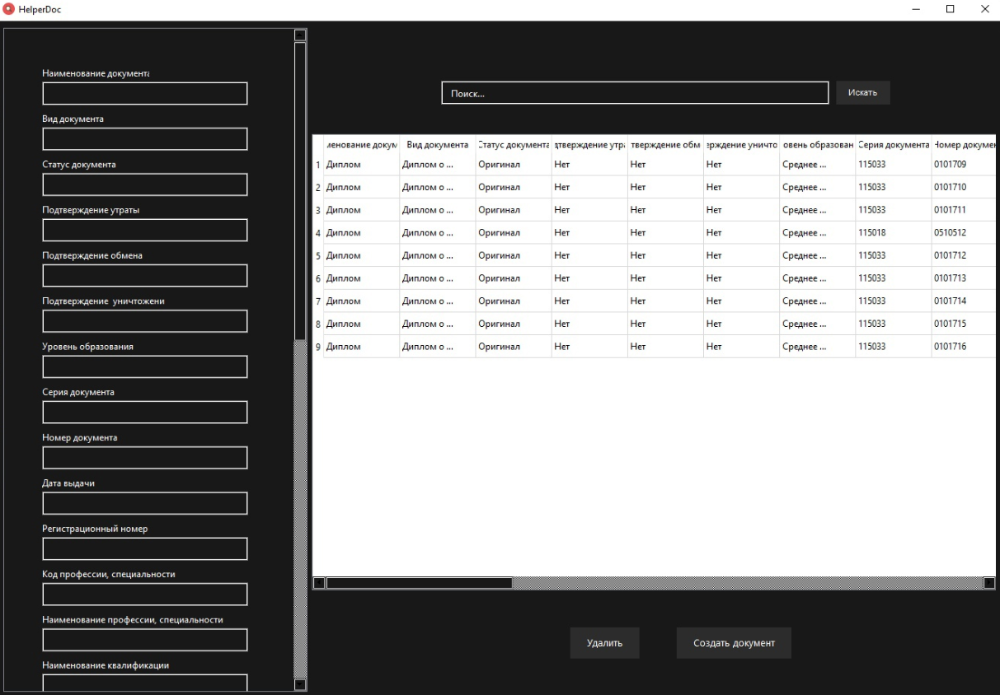 HelperDoc
Наименование документа
Вид документа
Статус документа
Подтверждение утраты
Подтверждение обмена
Подтверждение уничтожени
Уровень образования
Серия документа
Номер документа
Дата выдачи
Регистрационный номер
Код профессии, специальности
Наименование профессии, специальности
Наименование квалификации
Поиск...
Искать
менование докум Вид документа Статус документа дтверждение утра тверждение обм ерждение уничто овень образован Серия документа Номер докумен
1 Диплом Диплом о ... Оригинал Нет Нет Нет Среднее ... 115033 0101709
2 Диплом Диплом о ... Оригинал Нет Нет Нет Среднее ... 115033 0101710
3 Диплом Диплом о ... Оригинал Нет Нет Нет Среднее ... 115033 0101711
4 Диплом Диплом о ... Оригинал Нет Нет Нет Среднее ... 115018 0510512
5 Диплом Диплом о ... Оригинал Нет Нет Нет Среднее ... 115033 0101712
6 Диплом Диплом о ... Оригинал Нет Нет Нет Среднее ... 115033 0101713
7 Диплом Диплом о ... Оригинал Нет Нет Нет Среднее ... 115033 0101714
8 Диплом Диплом о ... Оригинал Нет Нет Нет Среднее ... 115033 0101715
9 Диплом Диплом о ... Оригинал Нет Нет Нет Среднее ... 115033 0101716
Удалить
Создать документ